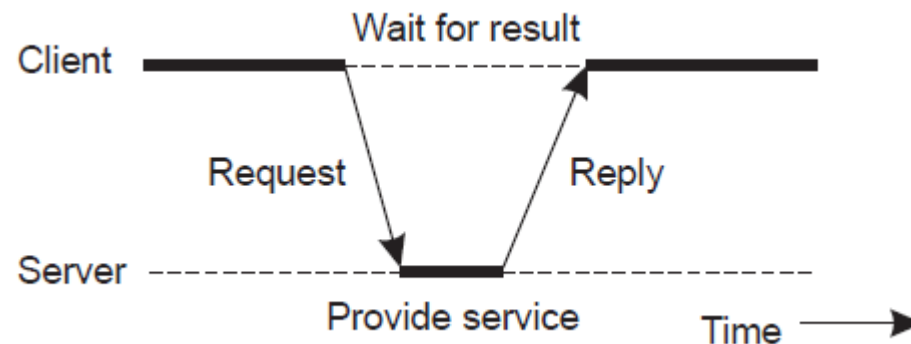 Wait for result
Client
Request
Reply
Server
Provide service
Time